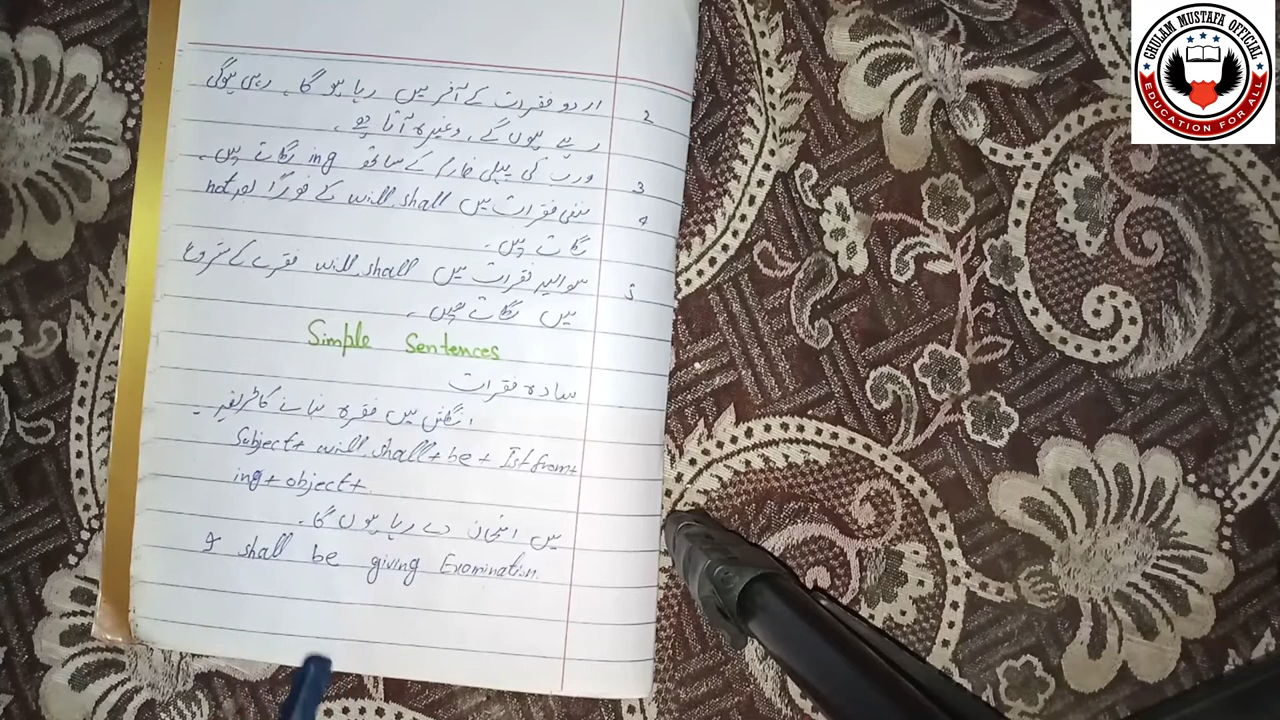 2 اردو فقرات کے آخر میں رہا ہو گا، رہی ہوگی
رہے ہوں گے، وغیرہ آتا ہے۔
3 ورب کی پہلی فارم کے ساتھ ing لگاتے ہیں۔
4 منفی فقرات میں will, shall کے فوراً بعد not
لگاتے ہیں۔
5 سوالیہ فقرات میں will, shall فقرے کے شروع
میں لگاتے ہیں۔
Simple Sentences
سادہ فقرات
انگلش میں فقرہ بنانے کا طریقہ۔
Subject+ will, shall+ be + Ist from+
ing+ object+
میں امتحان دے رہا ہوں گا۔
I shall be giving Examination.
GHULAM MUSTAFA OFFICIAL
EDUCATION FOR ALL